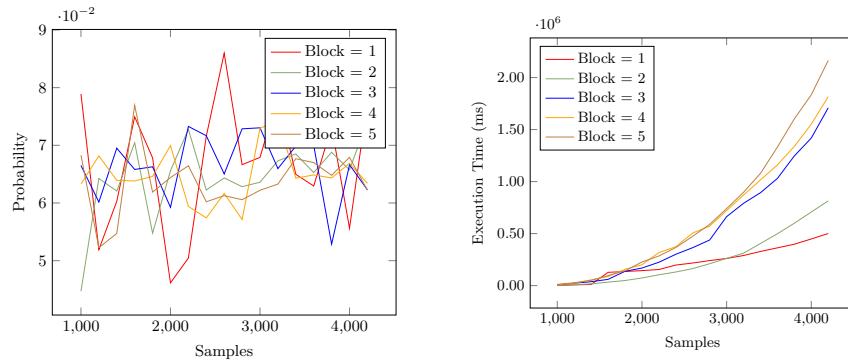 ·10⁻²
9
8
7
6
5
Probability
1,000
2,000
3,000
4,000
Samples
Block = 1
Block = 2
Block = 3
Block = 4
Block = 5
·10⁶
2.00
1.50
1.00
0.50
0.00
Execution Time (ms)
1,000
2,000
3,000
4,000
Samples
Block = 1
Block = 2
Block = 3
Block = 4
Block = 5